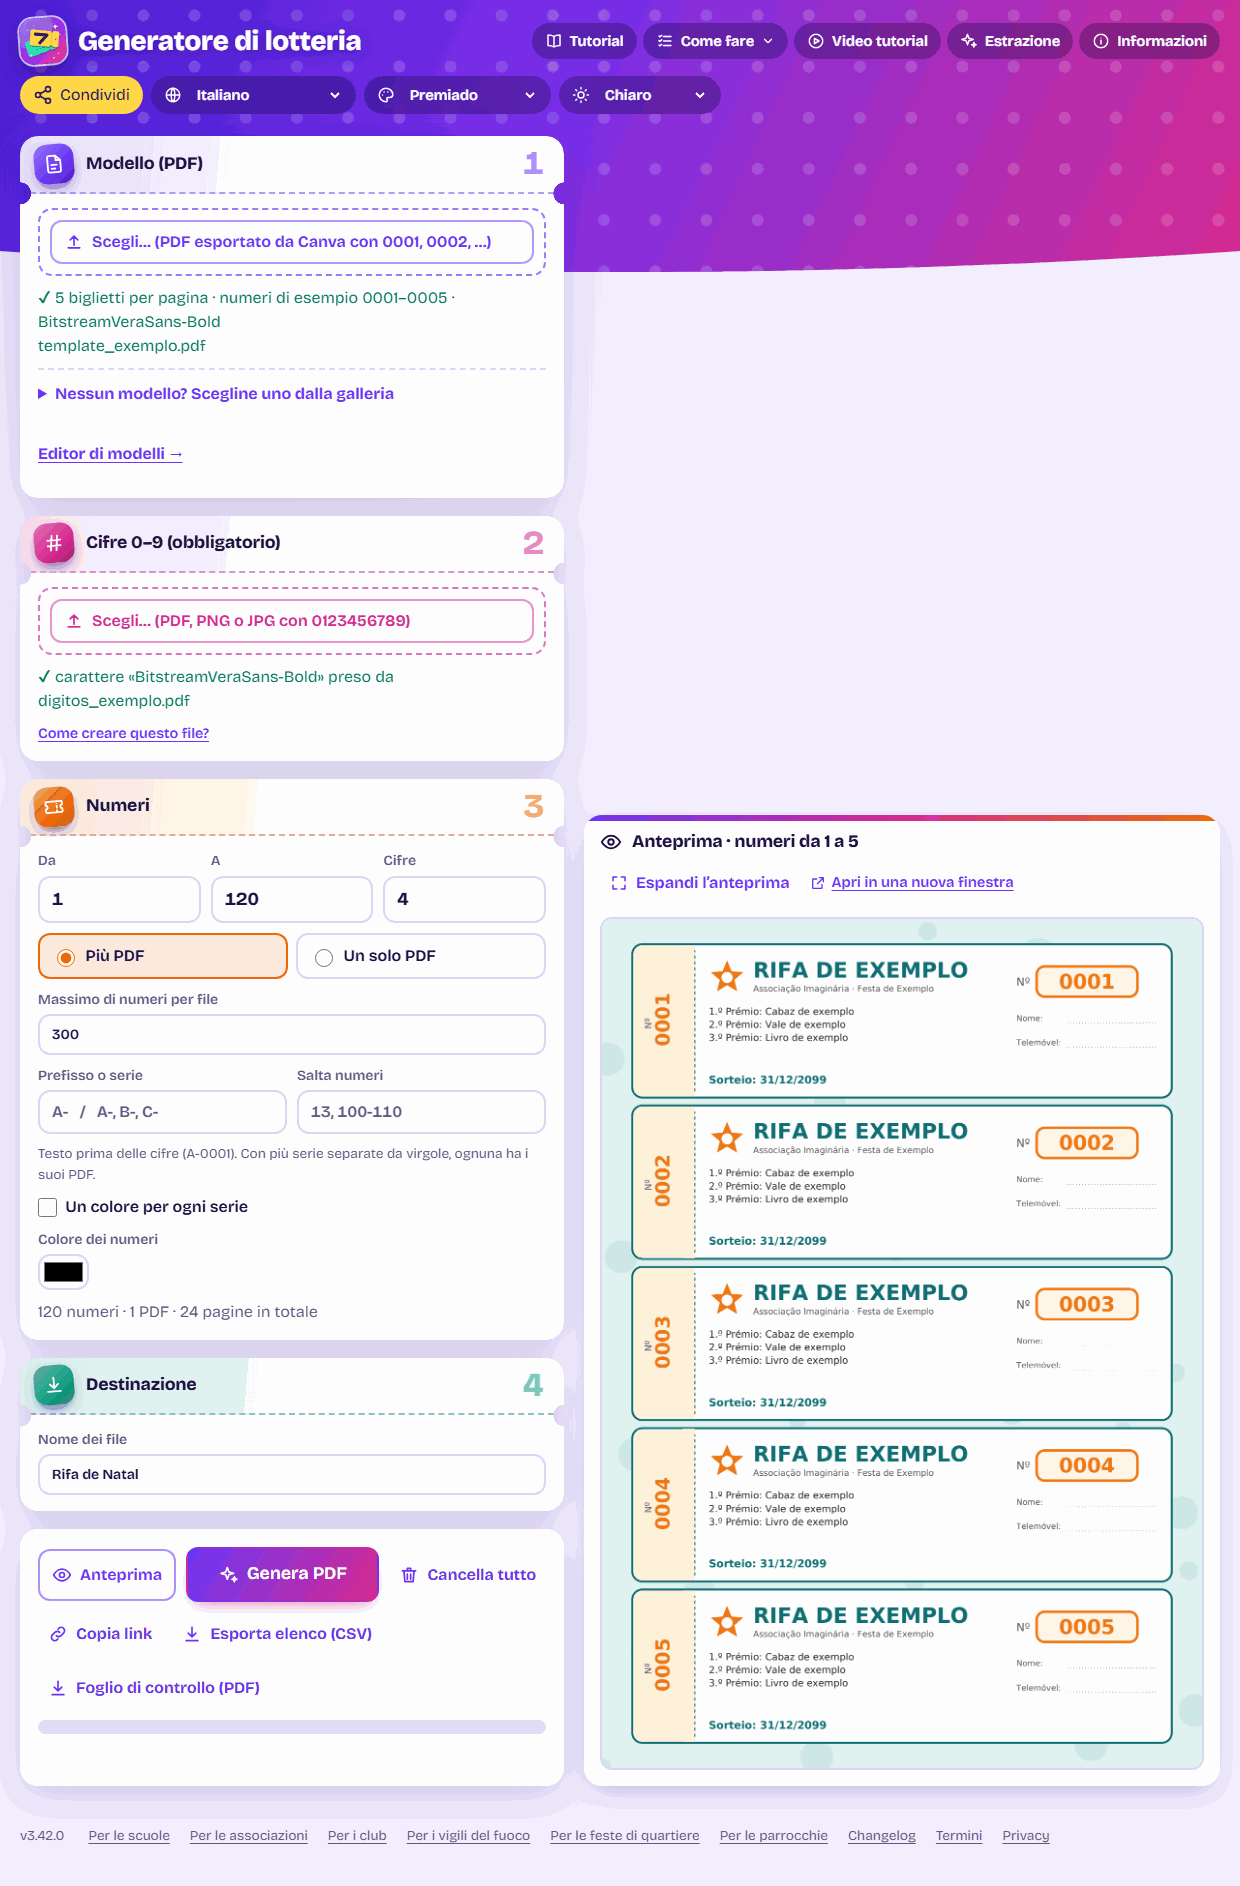 Generatore di lotteria
Tutorial
Come fare
Video tutorial
Estrazione
Informazioni
Condividi
Italiano
Premiado
Chiaro
Modello (PDF)
1
Scegli... (PDF esportato da Canva con 0001, 0002, ...)
✓ 5 biglietti per pagina · numeri di esempio 0001–0005 ·
BitstreamVeraSans-Bold
template_exemplo.pdf
Nessun modello? Scegline uno dalla galleria
Editor di modelli →
Cifre 0–9 (obbligatorio)
2
Scegli... (PDF, PNG o JPG con 0123456789)
✓ carattere «BitstreamVeraSans-Bold» preso da
digitos_exemplo.pdf
Come creare questo file?
Numeri
3
Da
A
Cifre
1
120
4
Più PDF
Un solo PDF
Massimo di numeri per file
300
Prefisso o serie
Salta numeri
A- / A-, B-, C-
13, 100-110
Testo prima delle cifre (A-0001). Con più serie separate da virgole, ognuna ha i
suoi PDF.
Un colore per ogni serie
Colore dei numeri
120 numeri · 1 PDF · 24 pagine in totale
Destinazione
4
Nome dei file
Rifa de Natal
Anteprima
Genera PDF
Cancella tutto
Copia link
Esporta elenco (CSV)
Foglio di controllo (PDF)
Anteprima · numeri da 1 a 5
Espandi l’anteprima
Apri in una nuova finestra
Nº 0001
RIFA DE EXEMPLO
Associação Imaginária · Festa de Exemplo
1.º Prémio: Cabaz de exemplo
2.º Prémio: Vale de exemplo
3.º Prémio: Livro de exemplo
Sorteio: 31/12/2099
Nº 0001
Nome:
Telemóvel:
Nº 0002
RIFA DE EXEMPLO
Associação Imaginária · Festa de Exemplo
1.º Prémio: Cabaz de exemplo
2.º Prémio: Vale de exemplo
3.º Prémio: Livro de exemplo
Sorteio: 31/12/2099
Nº 0002
Nome:
Telemóvel:
Nº 0003
RIFA DE EXEMPLO
Associação Imaginária · Festa de Exemplo
1.º Prémio: Cabaz de exemplo
2.º Prémio: Vale de exemplo
3.º Prémio: Livro de exemplo
Sorteio: 31/12/2099
Nº 0003
Nome:
Telemóvel:
Nº 0004
RIFA DE EXEMPLO
Associação Imaginária · Festa de Exemplo
1.º Prémio: Cabaz de exemplo
2.º Prémio: Vale de exemplo
3.º Prémio: Livro de exemplo
Sorteio: 31/12/2099
Nº 0004
Nome:
Telemóvel:
Nº 0005
RIFA DE EXEMPLO
Associação Imaginária · Festa de Exemplo
1.º Prémio: Cabaz de exemplo
2.º Prémio: Vale de exemplo
3.º Prémio: Livro de exemplo
Sorteio: 31/12/2099
Nº 0005
Nome:
Telemóvel:
v3.42.0
Per le scuole
Per le associazioni
Per i club
Per i vigili del fuoco
Per le feste di quartiere
Per le parrocchie
Changelog
Termini
Privacy